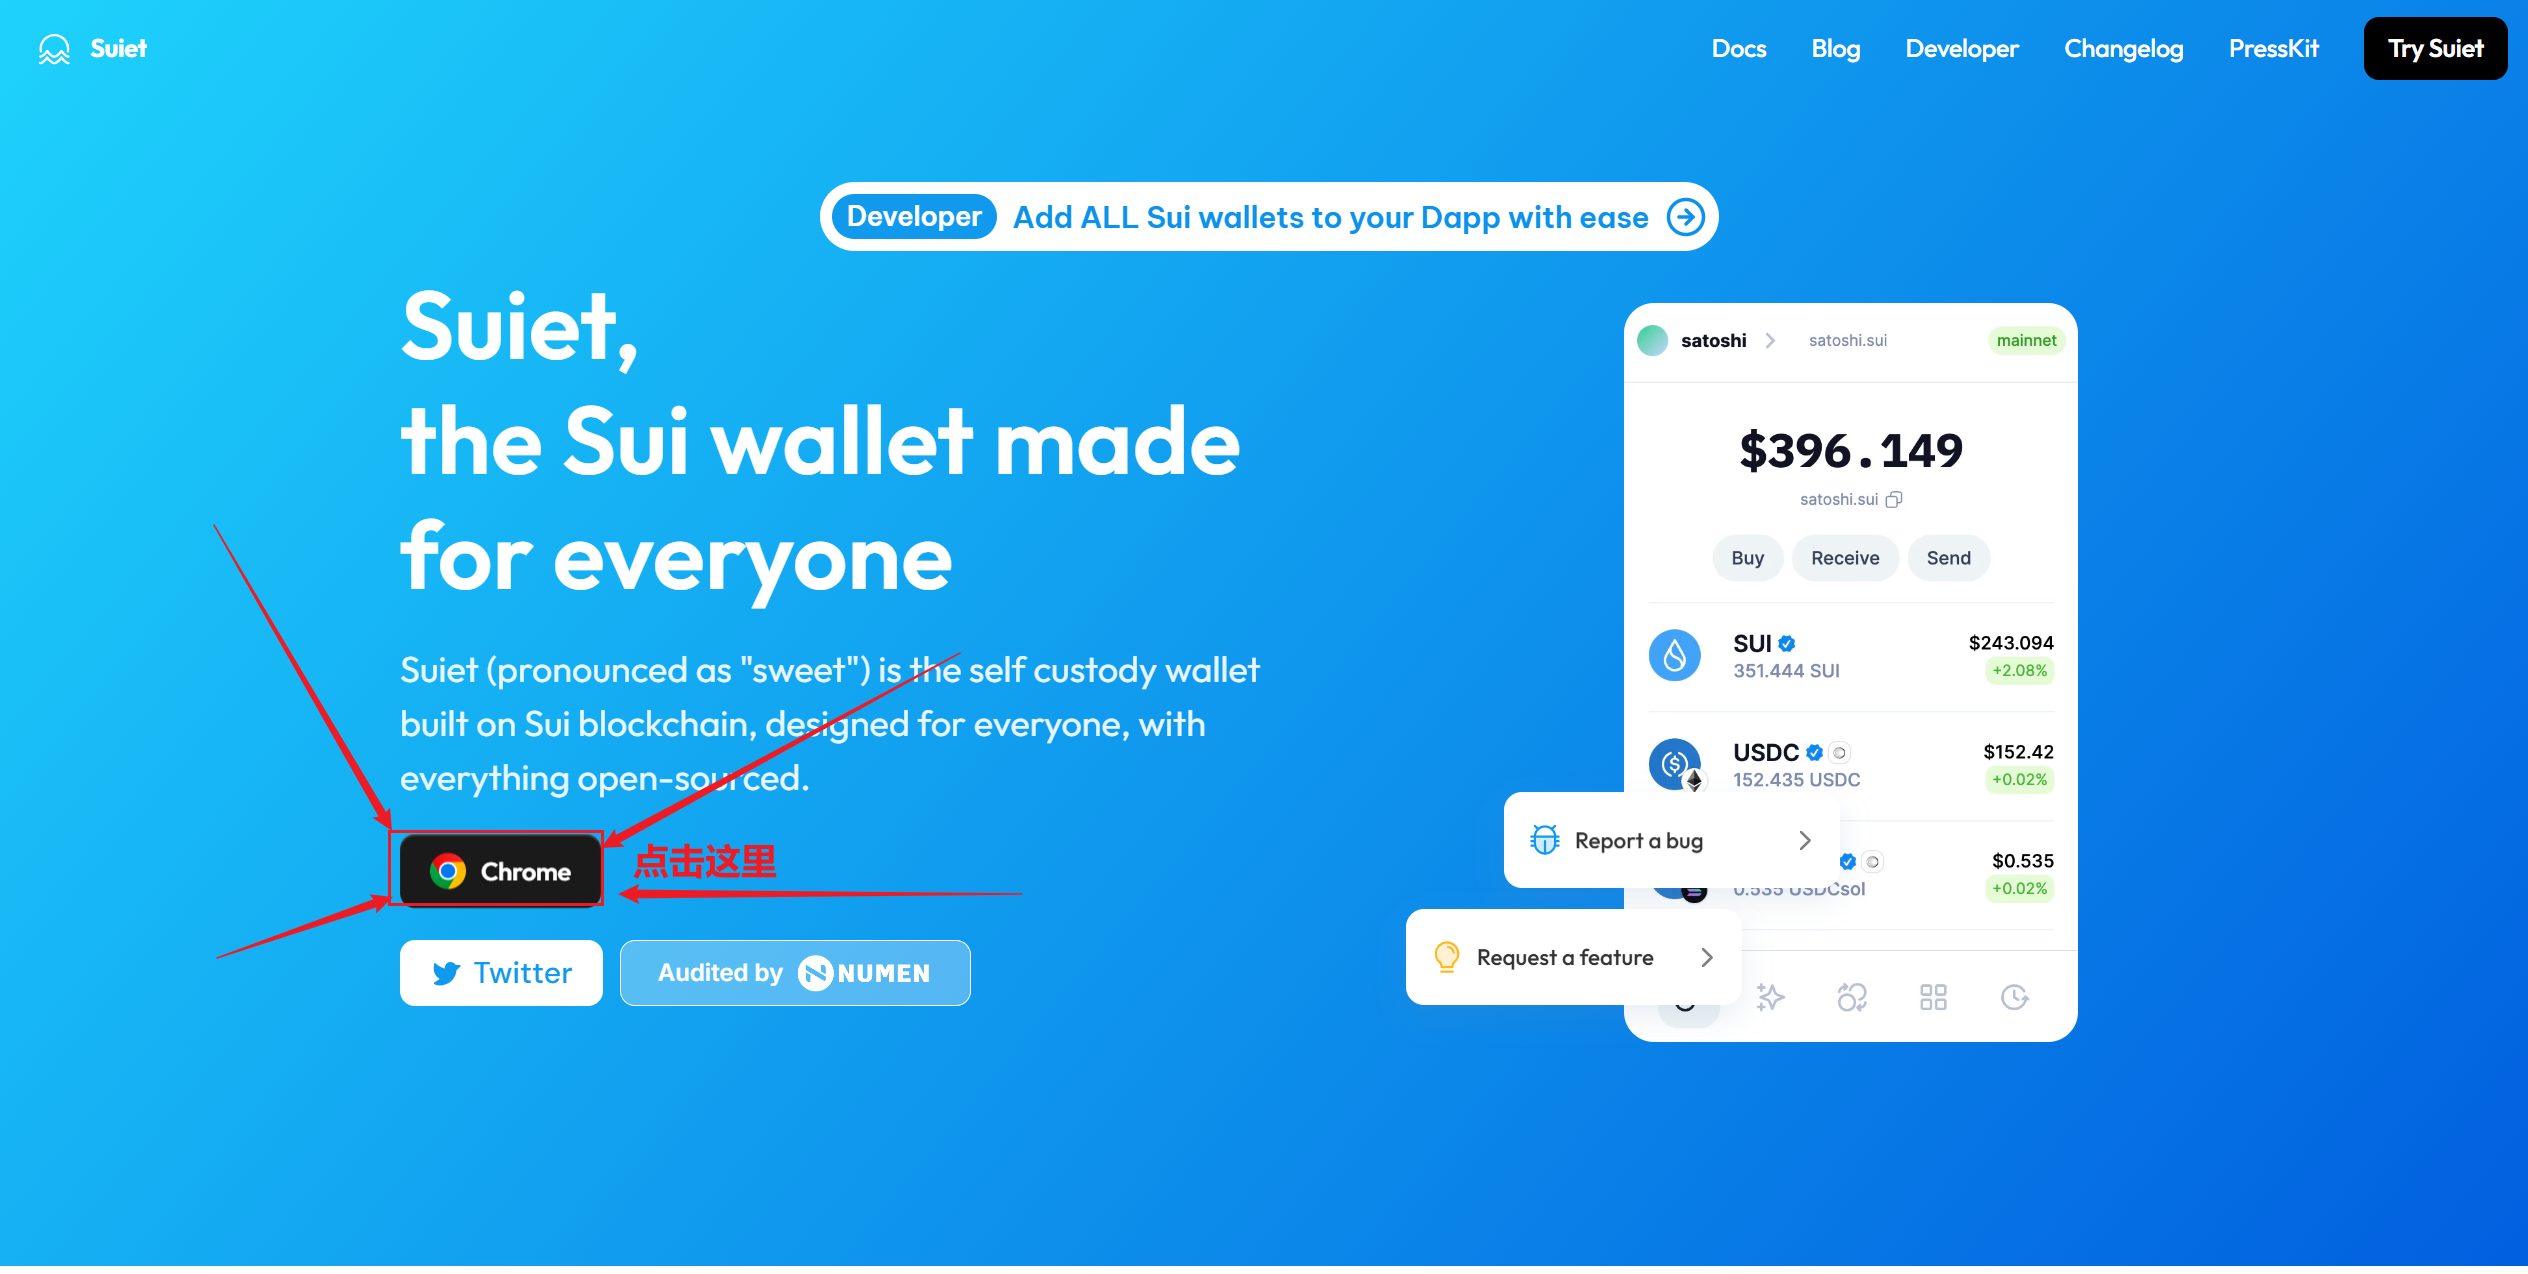 Suiet
Docs
Blog
Developer
Changelog
PressKit
Try Suiet
Developer Add ALL Sui wallets to your Dapp with ease
Suiet,
the Sui wallet made
for everyone
Suiet (pronounced as "sweet") is the self custody wallet
built on Sui blockchain, designed for everyone, with
everything open-sourced.
Chrome
点击这里
Twitter
Audited by NUMEN
satoshi
satoshi.sui
mainnet
$396.149
satoshi.sui
Buy
Receive
Send
SUI
$243.094
351.444 SUI
+2.08%
USDC
$152.42
152.435 USDC
+0.02%
Report a bug
$0.535
0.535 USDCsol
+0.02%
Request a feature